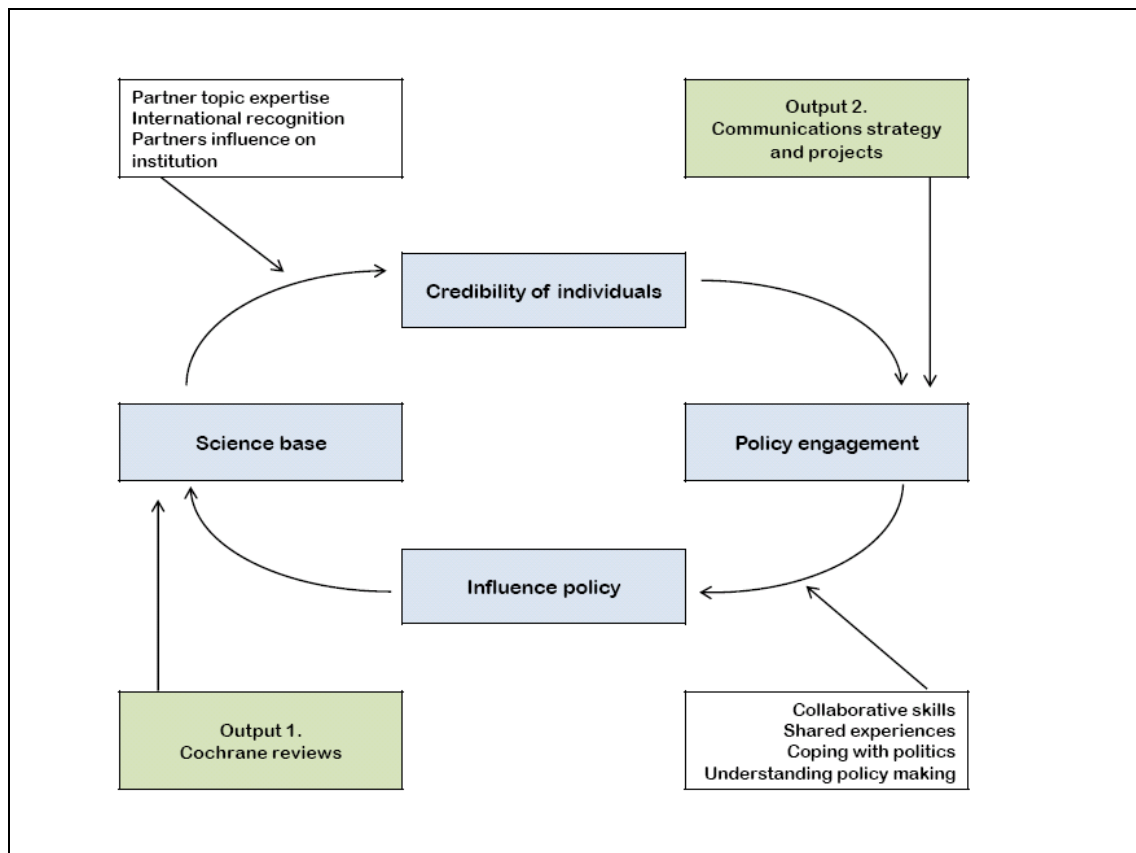 Partner topic expertise
International recognition
Partners influence on
institution
Output 2.
Communications strategy
and projects
Credibility of individuals
Science base
Policy engagement
Influence policy
Output 1.
Cochrane reviews
Collaborative skills
Shared experiences
Coping with politics
Understanding policy making